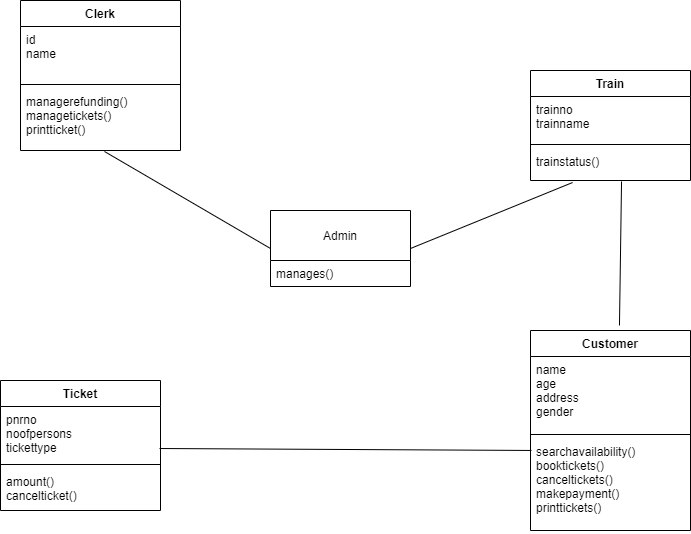 Clerk
id
name
managerefunding()
managetickets()
printticket()
Train
trainno
trainname
trainstatus()
Admin
manages()
Customer
name
age
address
gender
searchavailability()
booktickets()
canceltickets()
makepayment()
printtickets()
Ticket
pnrno
noofpersons
tickettype
amount()
cancelticket()